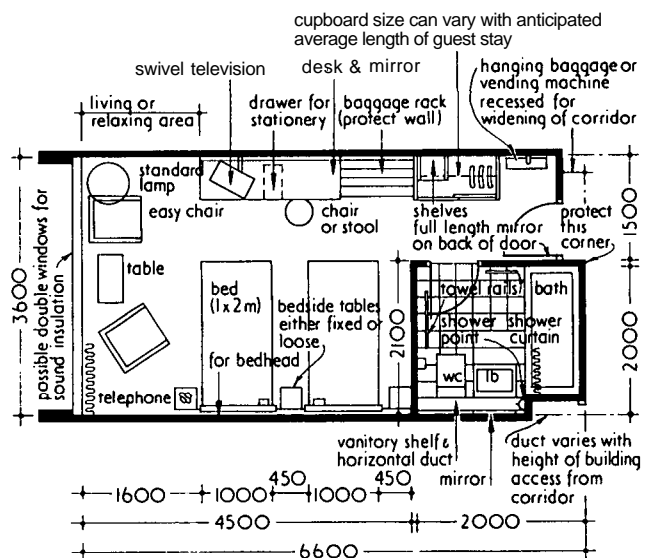 cupboard size can vary with anticipated
average length of guest stay
swivel television
desk & mirror
hanging baggage or
vending machine
recessed for
widening of corridor
living or
relaxing area
drawer for
stationery
baggage rack
(protect wall)
standard
lamp
easy chair
chair
or stool
shelves
full length mirror
on back of door
protect
this
corner
1500
3600
possible double windows for
sound insulation
table
bed
(1x2m)
bedside tables
either fixed or
loose
for bedhead
telephone
2100
towel rails
bath
shower
point
shower
curtain
wc
lb
2000
vanitory shelf &
horizontal duct
mirror
duct varies with
height of building
access from
corridor
450
450
1600
1000
1000
4500
2000
6600